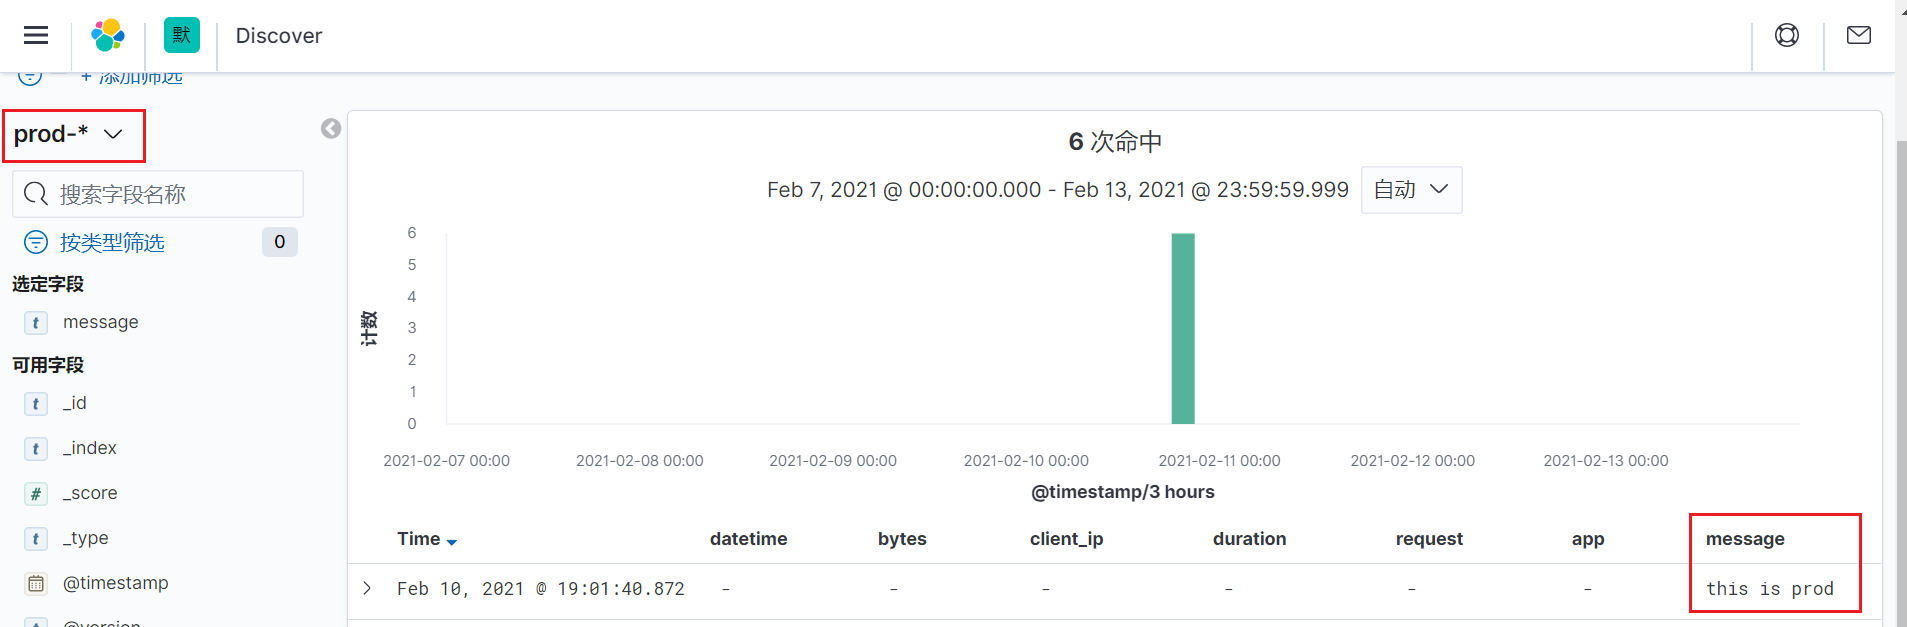 默 Discover
+ 添加筛选
prod-*
搜索字段名称
按类型筛选 0
选定字段
t message
可用字段
t _id
t _index
# _score
t _type
@timestamp
t @version
6 次命中
Feb 7, 2021 @ 00:00:00.000 - Feb 13, 2021 @ 23:59:59.999 自动
计数
6
5
4
3
2
1
0
2021-02-07 00:00 2021-02-08 00:00 2021-02-09 00:00 2021-02-10 00:00 2021-02-11 00:00 2021-02-12 00:00 2021-02-13 00:00
@timestamp/3 hours
Time datetime bytes client_ip duration request app message
Feb 10, 2021 @ 19:01:40.872 - - - - - - this is prod